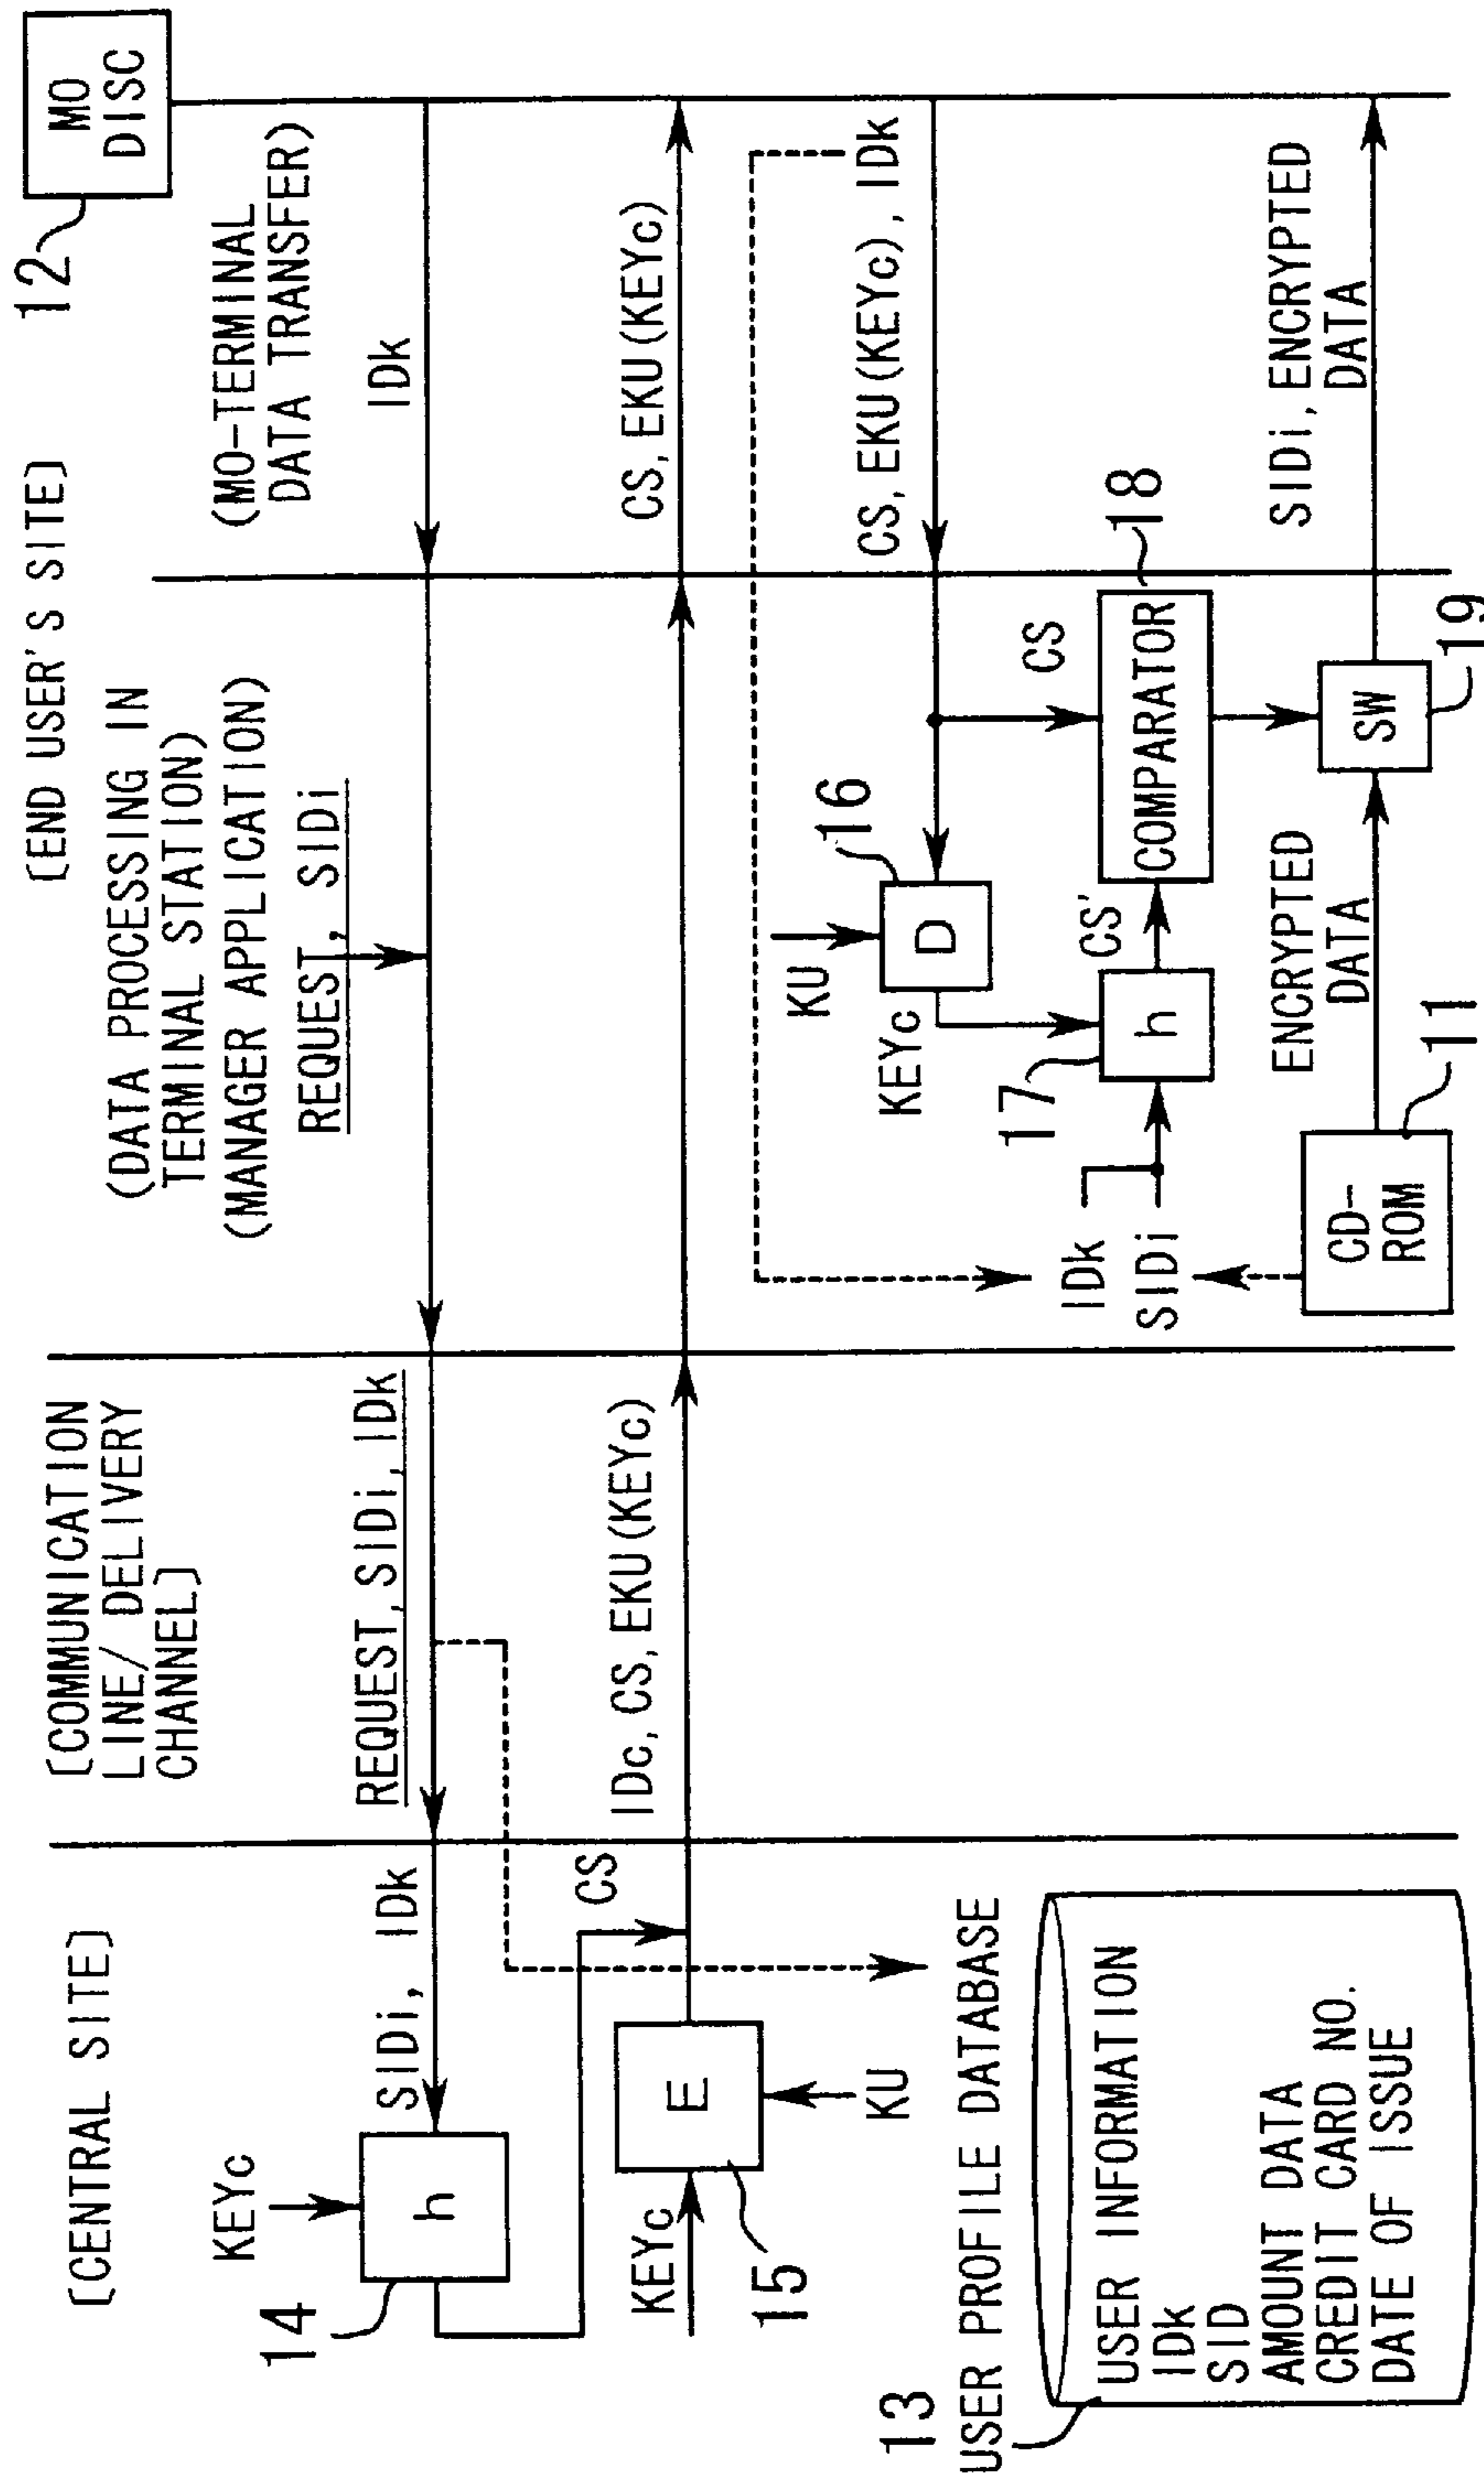 [CENTRAL SITE]
[COMMUNICATION
LINE/ DELIVERY
CHANNEL]
[END USER'S SITE]
(DATA PROCESSING IN
TERMINAL STATION)
(MANAGER APPLICATION)
(MO-TERMINAL
DATA TRANSFER)
12
MO
DISC
KEYc
14
h
SIDi, IDk
REQUEST, SIDi, IDk
REQUEST, SIDi
IDk
CS
KEYc
15
E
KU
IDc, CS, EKU(KEYc)
CS, EKU(KEYc)
CS, EKU(KEYc), IDk
KU
16
D
KEYc
17
h
IDk
SIDi
CS'
CS
COMPARATOR
18
CD-
ROM
11
ENCRYPTED
DATA
SW
19
SIDi, ENCRYPTED
DATA
13
USER PROFILE DATABASE
USER INFORMATION
IDk
SID
AMOUNT DATA
CREDIT CARD NO.
DATE OF ISSUE